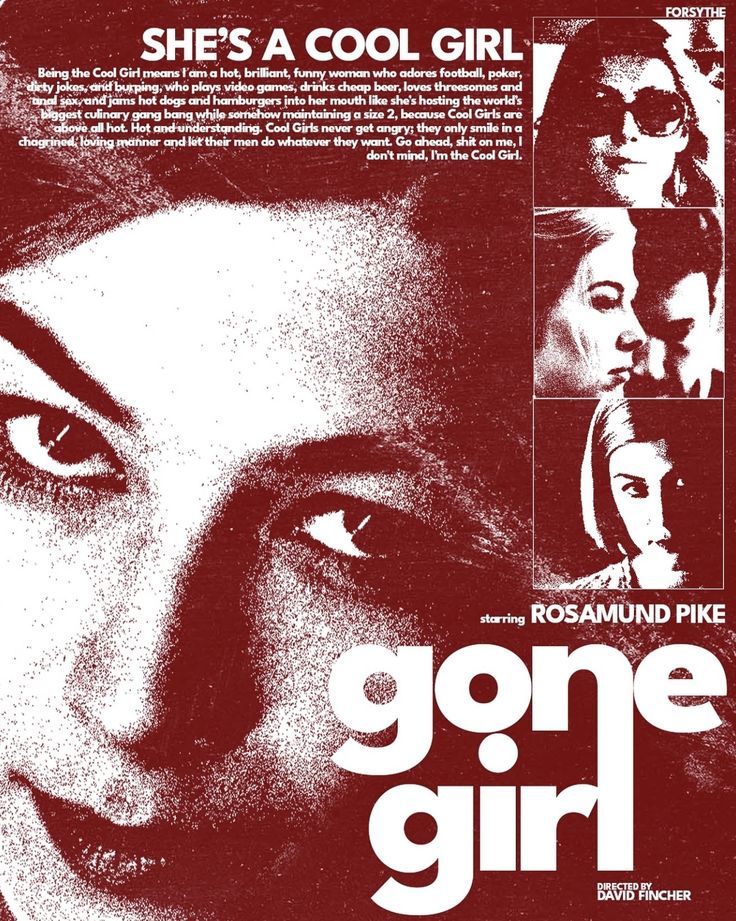 FORSYTHE
SHE'S A COOL GIRL
Being the Cool Girl means I am a hot, brilliant, funny woman who adores football, poker,
dirty jokes, and burping, who plays video games, drinks cheap beer, loves threesomes and
anal sex, and jams hot dogs and hamburgers into her mouth like she's hosting the world's
biggest culinary gang bang while somehow maintaining a size 2, because Cool Girls are
above all hot. Hot and understanding. Cool Girls never get angry; they only smile in a
chagrined, loving manner and let their men do whatever they want. Go ahead, shit on me, I
don't mind, I'm the Cool Girl.
starring ROSAMUND PIKE
gone
girl
DIRECTED BY
DAVID FINCHER